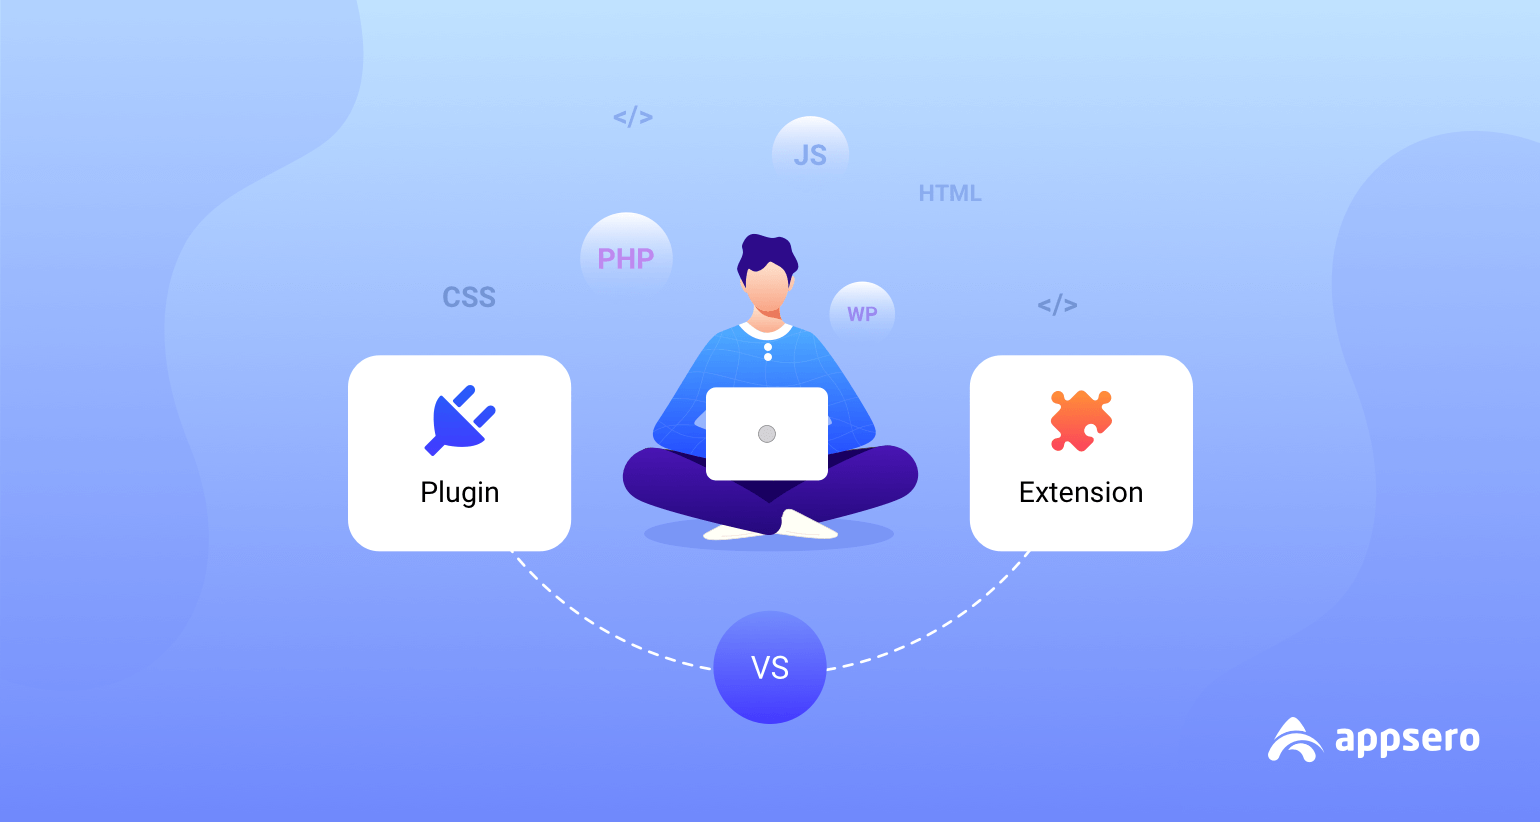 </>
JS
HTML
PHP
CSS
WP
</>
Plugin
Extension
VS
appsero